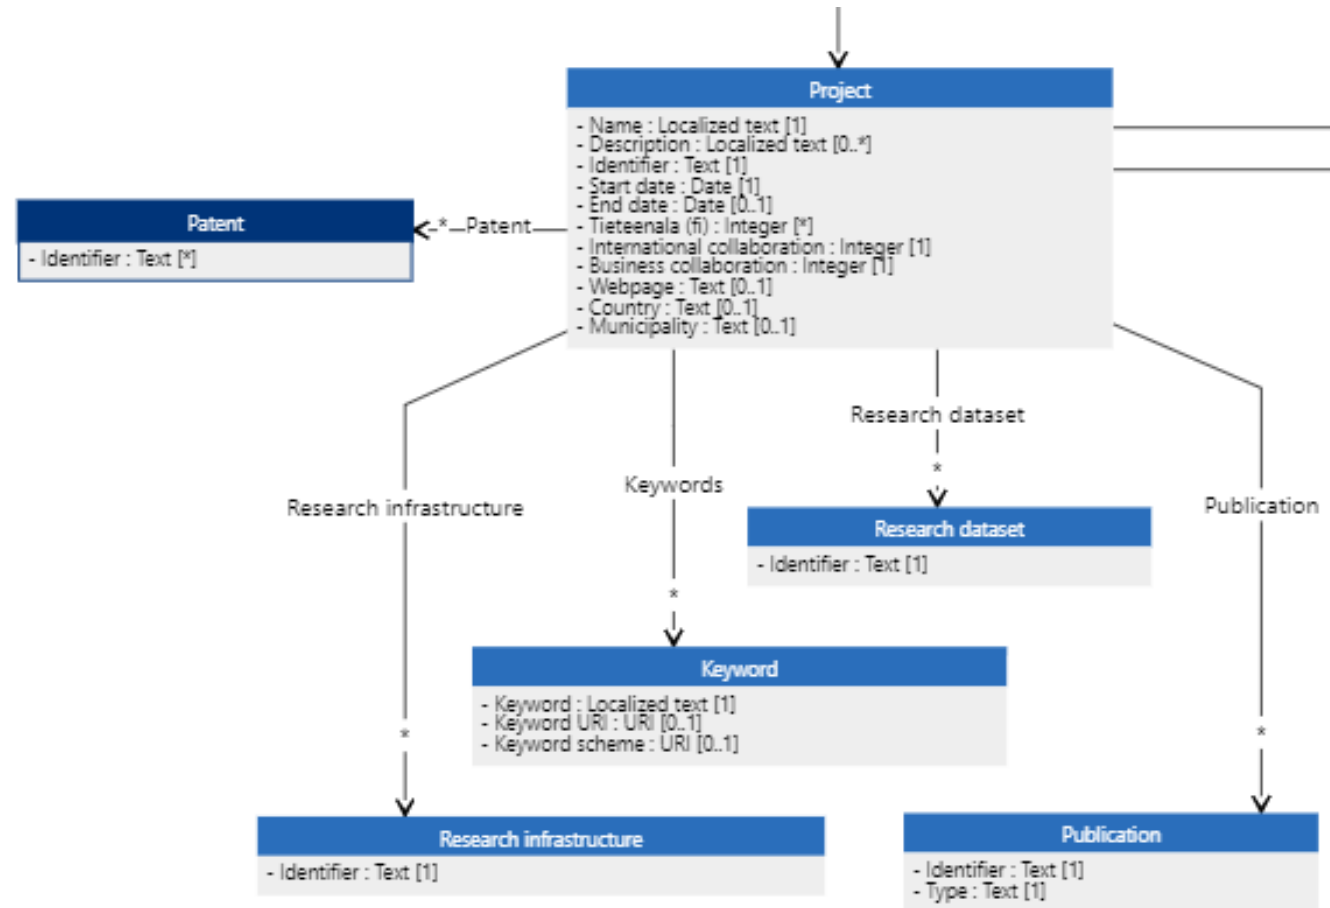 Project
- Name : Localized text [1]
- Description : Localized text [0..*]
- Identifier : Text [1]
- Start date : Date [1]
- End date : Date [0..1]
- Tieteenala (fi) : Integer [*]
- International collaboration : Integer [1]
- Business collaboration : Integer [1]
- Webpage : Text [0..1]
- Country : Text [0..1]
- Municipality : Text [0..1]
Patent
- Identifier : Text [*]
* Patent
Research dataset
*
Keywords
*
Research infrastructure
*
Publication
*
Research dataset
- Identifier : Text [1]
Keyword
- Keyword : Localized text [1]
- Keyword URI : URI [0..1]
- Keyword scheme : URI [0..1]
Research infrastructure
- Identifier : Text [1]
Publication
- Identifier : Text [1]
- Type : Text [1]